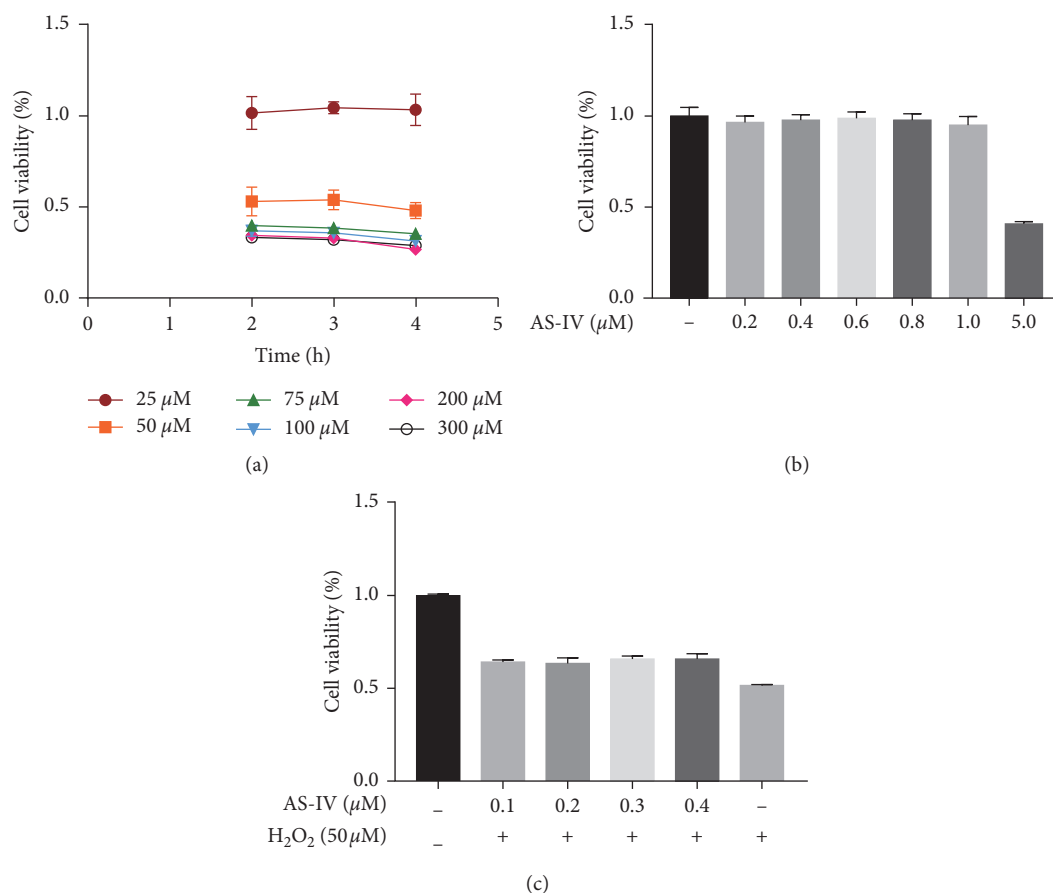 1.5
1.0
0.5
0.0
Cell viability (%)
0 1 2 3 4 5
Time (h)
25 μM 75 μM 200 μM
50 μM 100 μM 300 μM
(a)
1.5
1.0
0.5
0.0
Cell viability (%)
AS-IV (μM) – 0.2 0.4 0.6 0.8 1.0 5.0
(b)
1.5
1.0
0.5
0.0
Cell viability (%)
AS-IV (μM) – 0.1 0.2 0.3 0.4 –
H₂O₂ (50 μM) – + + + + +
(c)